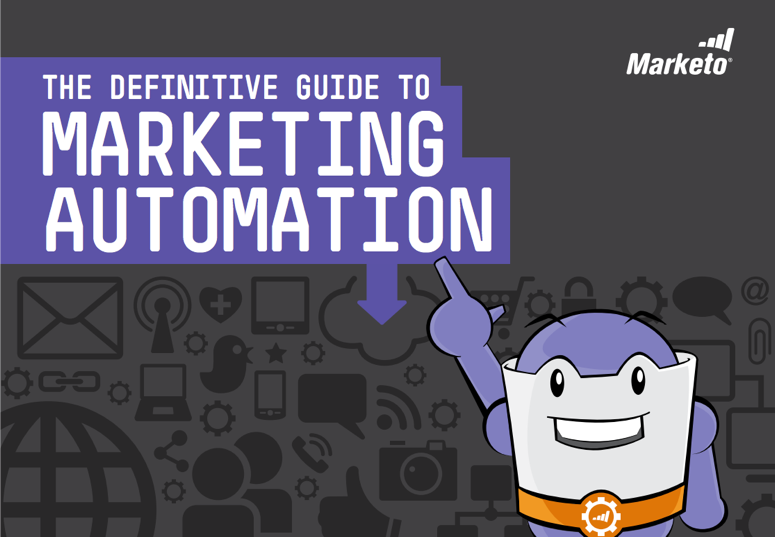 Marketo®
THE DEFINITIVE GUIDE TO
MARKETING
AUTOMATION
@